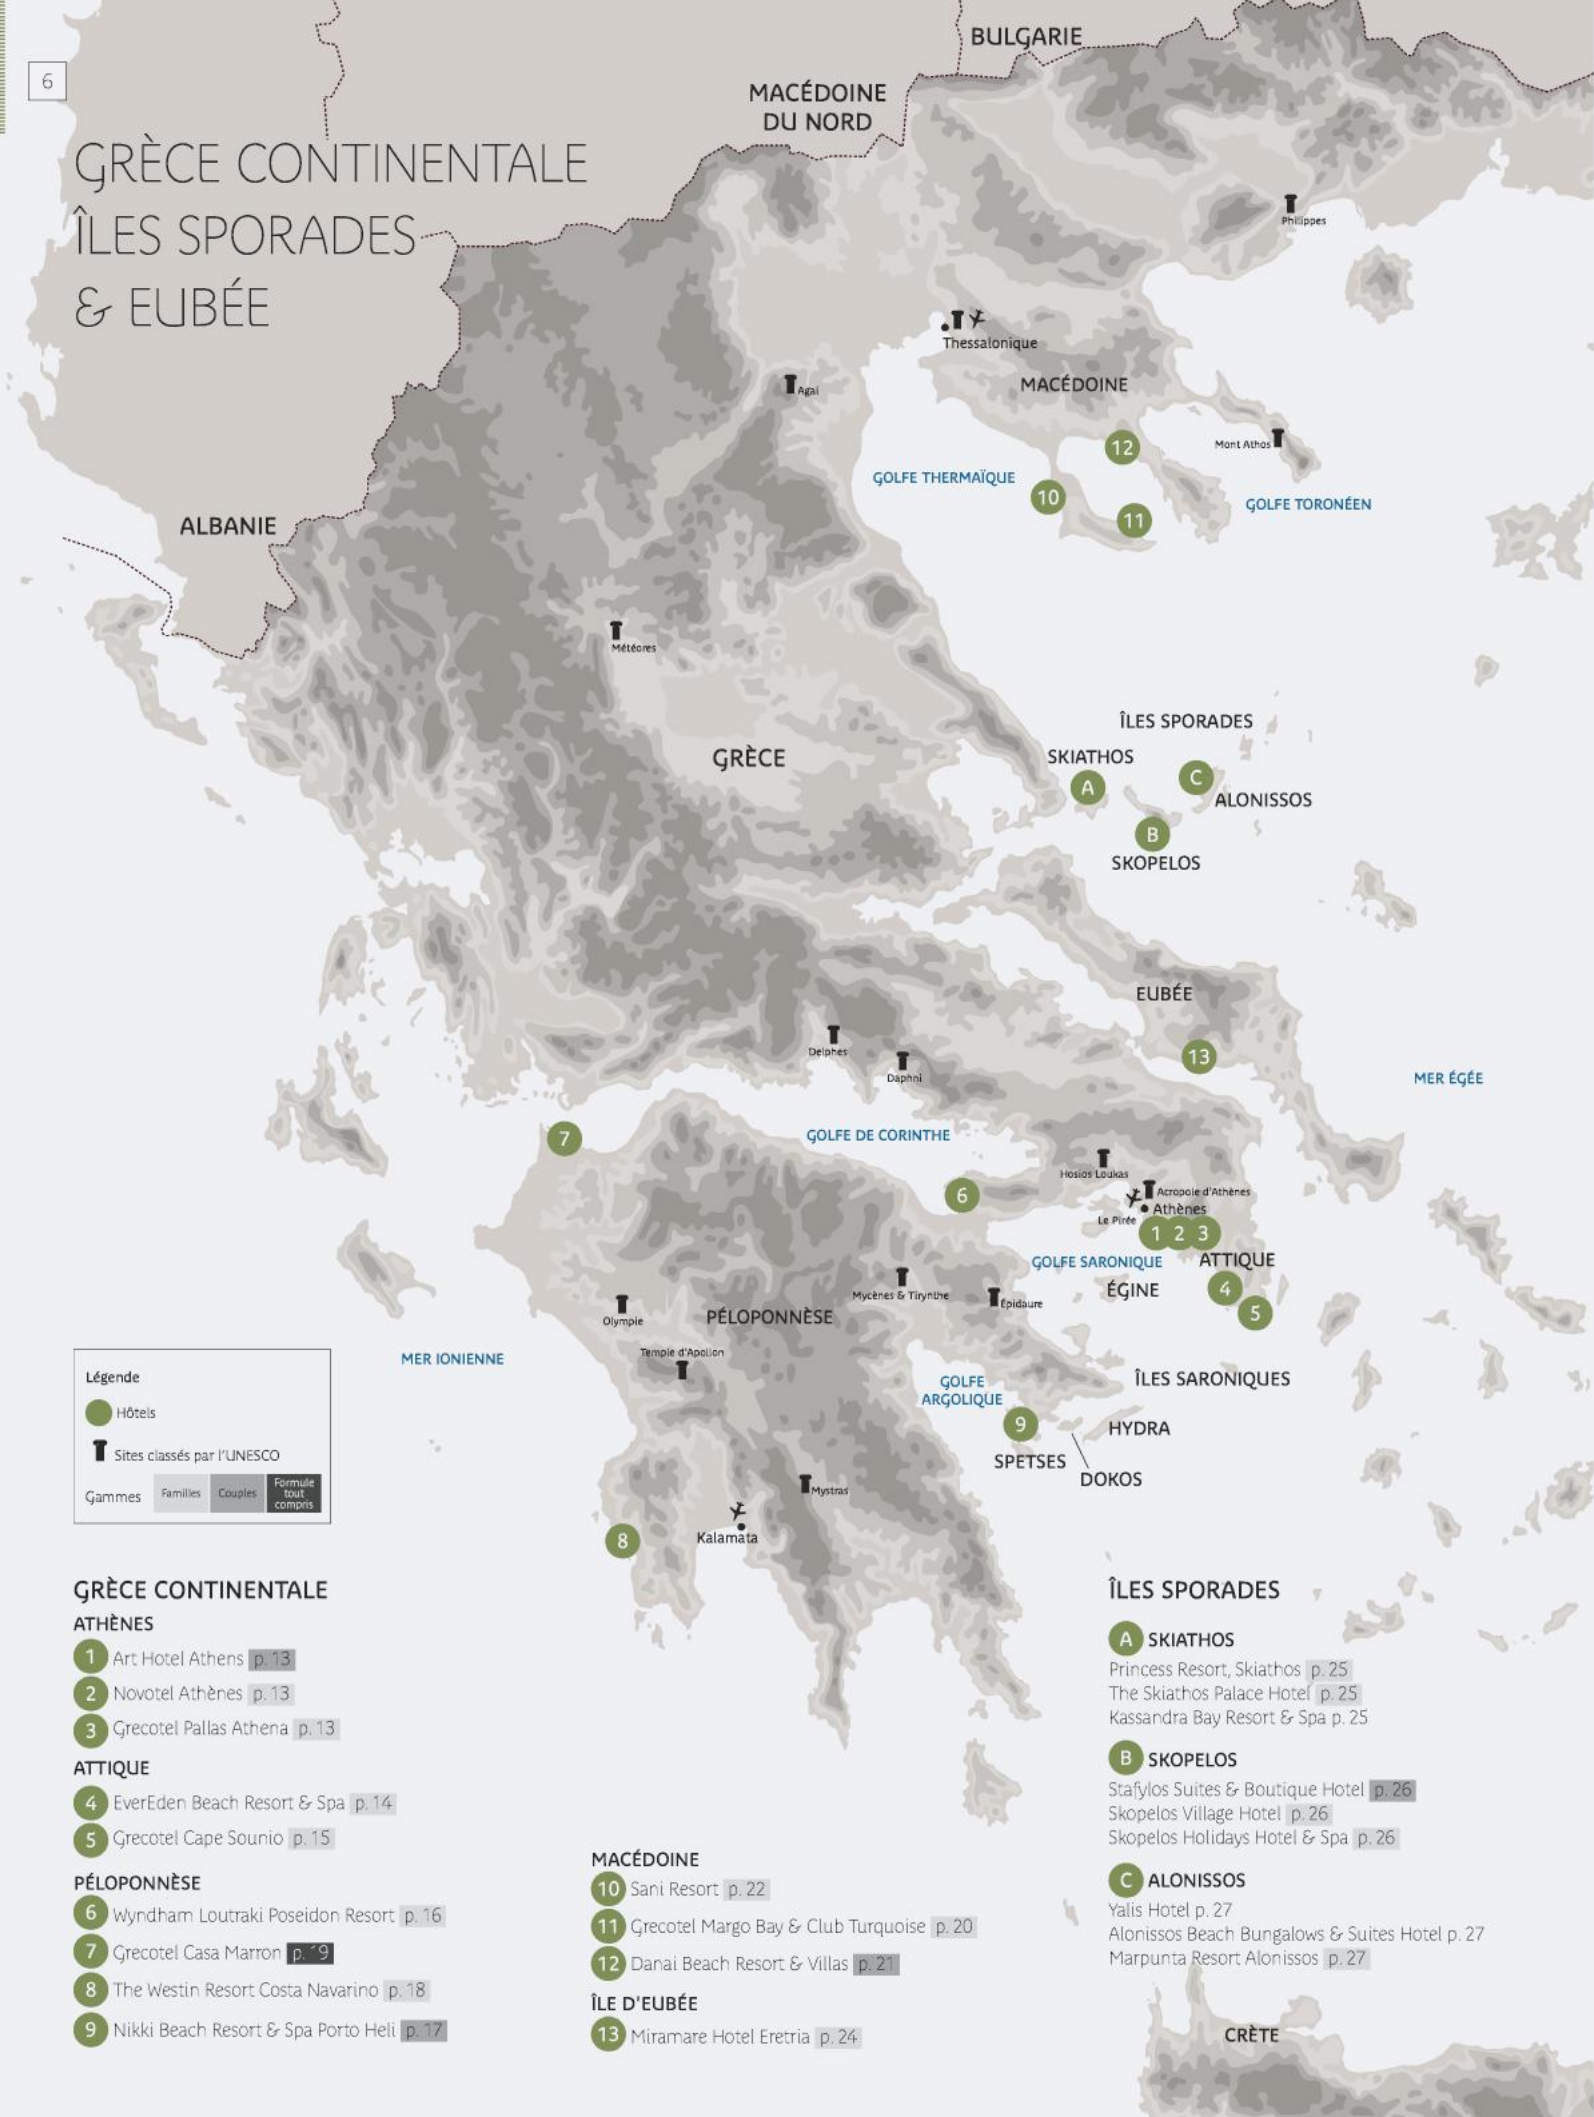 6
GRÈCE CONTINENTALE
ÎLES SPORADES
& EUBÉE
BULGARIE
MACÉDOINE
DU NORD
Philippes
Thessalonique
MACÉDOINE
Agai
12
Mont Athos
GOLFE THERMAÏQUE
10
GOLFE TORONÉEN
11
ALBANIE
Météores
ÎLES SPORADES
GRÈCE
SKIATHOS
A
C
ALONISSOS
B
SKOPELOS
EUBÉE
13
Delphes
Daphni
MER ÉGÉE
7
GOLFE DE CORINTHE
Hosios Loukas
6
Acropole d'Athènes
Athènes
Le Pirée
1 2 3
GOLFE SARONIQUE
ATTIQUE
ÉGINE
4
5
Mycènes & Tirynthe
Épidaure
Olympie
PÉLOPONNÈSE
Temple d'Apollon
MER IONIENNE
GOLFE
ARGOLIQUE
ÎLES SARONIQUES
9
HYDRA
SPETSES
DOKOS
Mystras
Kalamata
8
Légende
Hôtels
Sites classés par l'UNESCO
Gammes
Familles
Couples
Formule
tout
compris
GRÈCE CONTINENTALE
ATHÈNES
1 Art Hotel Athens p. 13
2 Novotel Athènes p. 13
3 Grecotel Pallas Athena p. 13
ATTIQUE
4 EverEden Beach Resort & Spa p. 14
5 Grecotel Cape Sounio p. 15
PÉLOPONNÈSE
6 Wyndham Loutraki Poseidon Resort p. 16
7 Grecotel Casa Marron p. 19
8 The Westin Resort Costa Navarino p. 18
9 Nikki Beach Resort & Spa Porto Heli p. 17
MACÉDOINE
10 Sani Resort p. 22
11 Grecotel Margo Bay & Club Turquoise p. 20
12 Danai Beach Resort & Villas p. 21
ÎLE D'EUBÉE
13 Miramare Hotel Eretria p. 24
ÎLES SPORADES
A SKIATHOS
Princess Resort, Skiathos p. 25
The Skiathos Palace Hotel p. 25
Kassandra Bay Resort & Spa p. 25
B SKOPELOS
Stafylos Suites & Boutique Hotel p. 26
Skopelos Village Hotel p. 26
Skopelos Holidays Hotel & Spa p. 26
C ALONISSOS
Yalis Hotel p. 27
Alonissos Beach Bungalows & Suites Hotel p. 27
Marpunta Resort Alonissos p. 27
CRÈTE